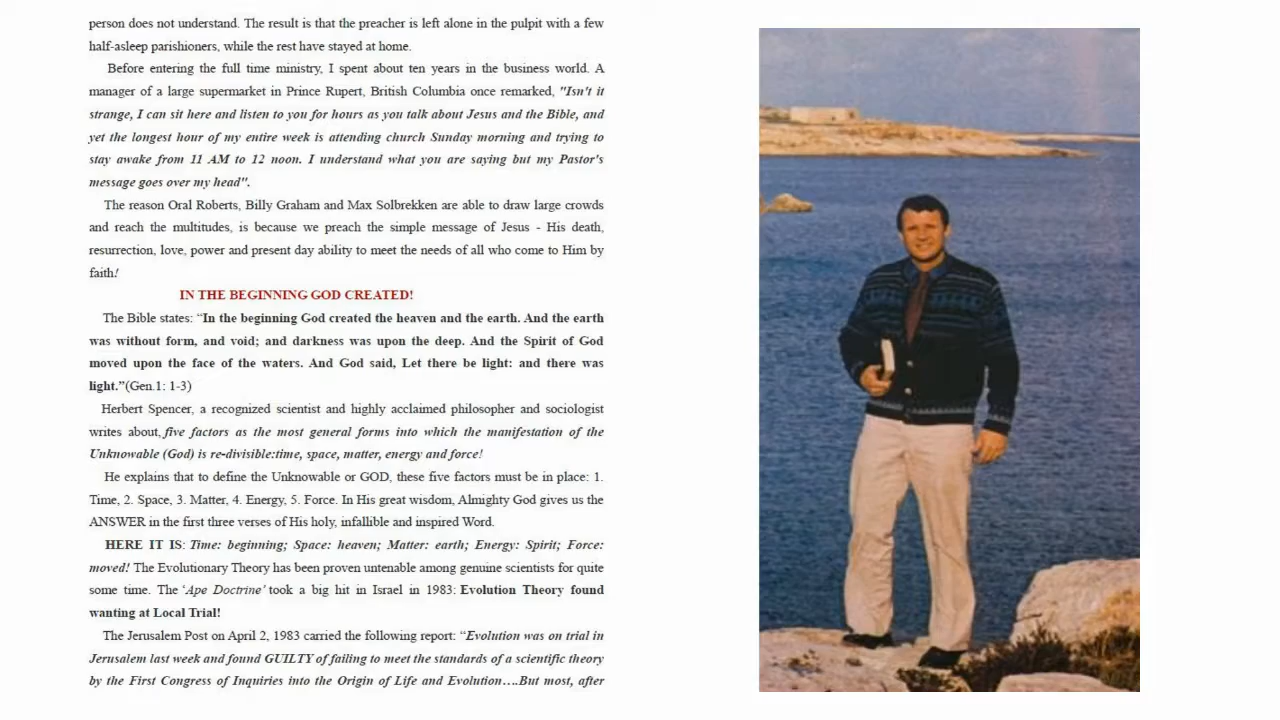 person does not understand. The result is that the preacher is left alone in the pulpit with a few
half-asleep parishioners, while the rest have stayed at home.
Before entering the full time ministry, I spent about ten years in the business world. A
manager of a large supermarket in Prince Rupert, British Columbia once remarked, "Isn't it
strange, I can sit here and listen to you for hours as you talk about Jesus and the Bible, and
yet the longest hour of my entire week is attending church Sunday morning and trying to
stay awake from 11 AM to 12 noon. I understand what you are saying but my Pastor's
message goes over my head".
The reason Oral Roberts, Billy Graham and Max Solbrekken are able to draw large crowds
and reach the multitudes, is because we preach the simple message of Jesus - His death,
resurrection, love, power and present day ability to meet the needs of all who come to Him by
faith!
IN THE BEGINNING GOD CREATED!
The Bible states: “In the beginning God created the heaven and the earth. And the earth
was without form, and void; and darkness was upon the deep. And the Spirit of God
moved upon the face of the waters. And God said, Let there be light: and there was
light.”(Gen.1: 1-3)
Herbert Spencer, a recognized scientist and highly acclaimed philosopher and sociologist
writes about, five factors as the most general forms into which the manifestation of the
Unknowable (God) is re-divisible:time, space, matter, energy and force!
He explains that to define the Unknowable or GOD, these five factors must be in place: 1.
Time, 2. Space, 3. Matter, 4. Energy, 5. Force. In His great wisdom, Almighty God gives us the
ANSWER in the first three verses of His holy, infallible and inspired Word.
HERE IT IS: Time: beginning; Space: heaven; Matter: earth; Energy: Spirit; Force:
moved! The Evolutionary Theory has been proven untenable among genuine scientists for quite
some time. The ‘Ape Doctrine’ took a big hit in Israel in 1983: Evolution Theory found
wanting at Local Trial!
The Jerusalem Post on April 2, 1983 carried the following report: “Evolution was on trial in
Jerusalem last week and found GUILTY of failing to meet the standards of a scientific theory
by the First Congress of Inquiries into the Origin of Life and Evolution….But most, after